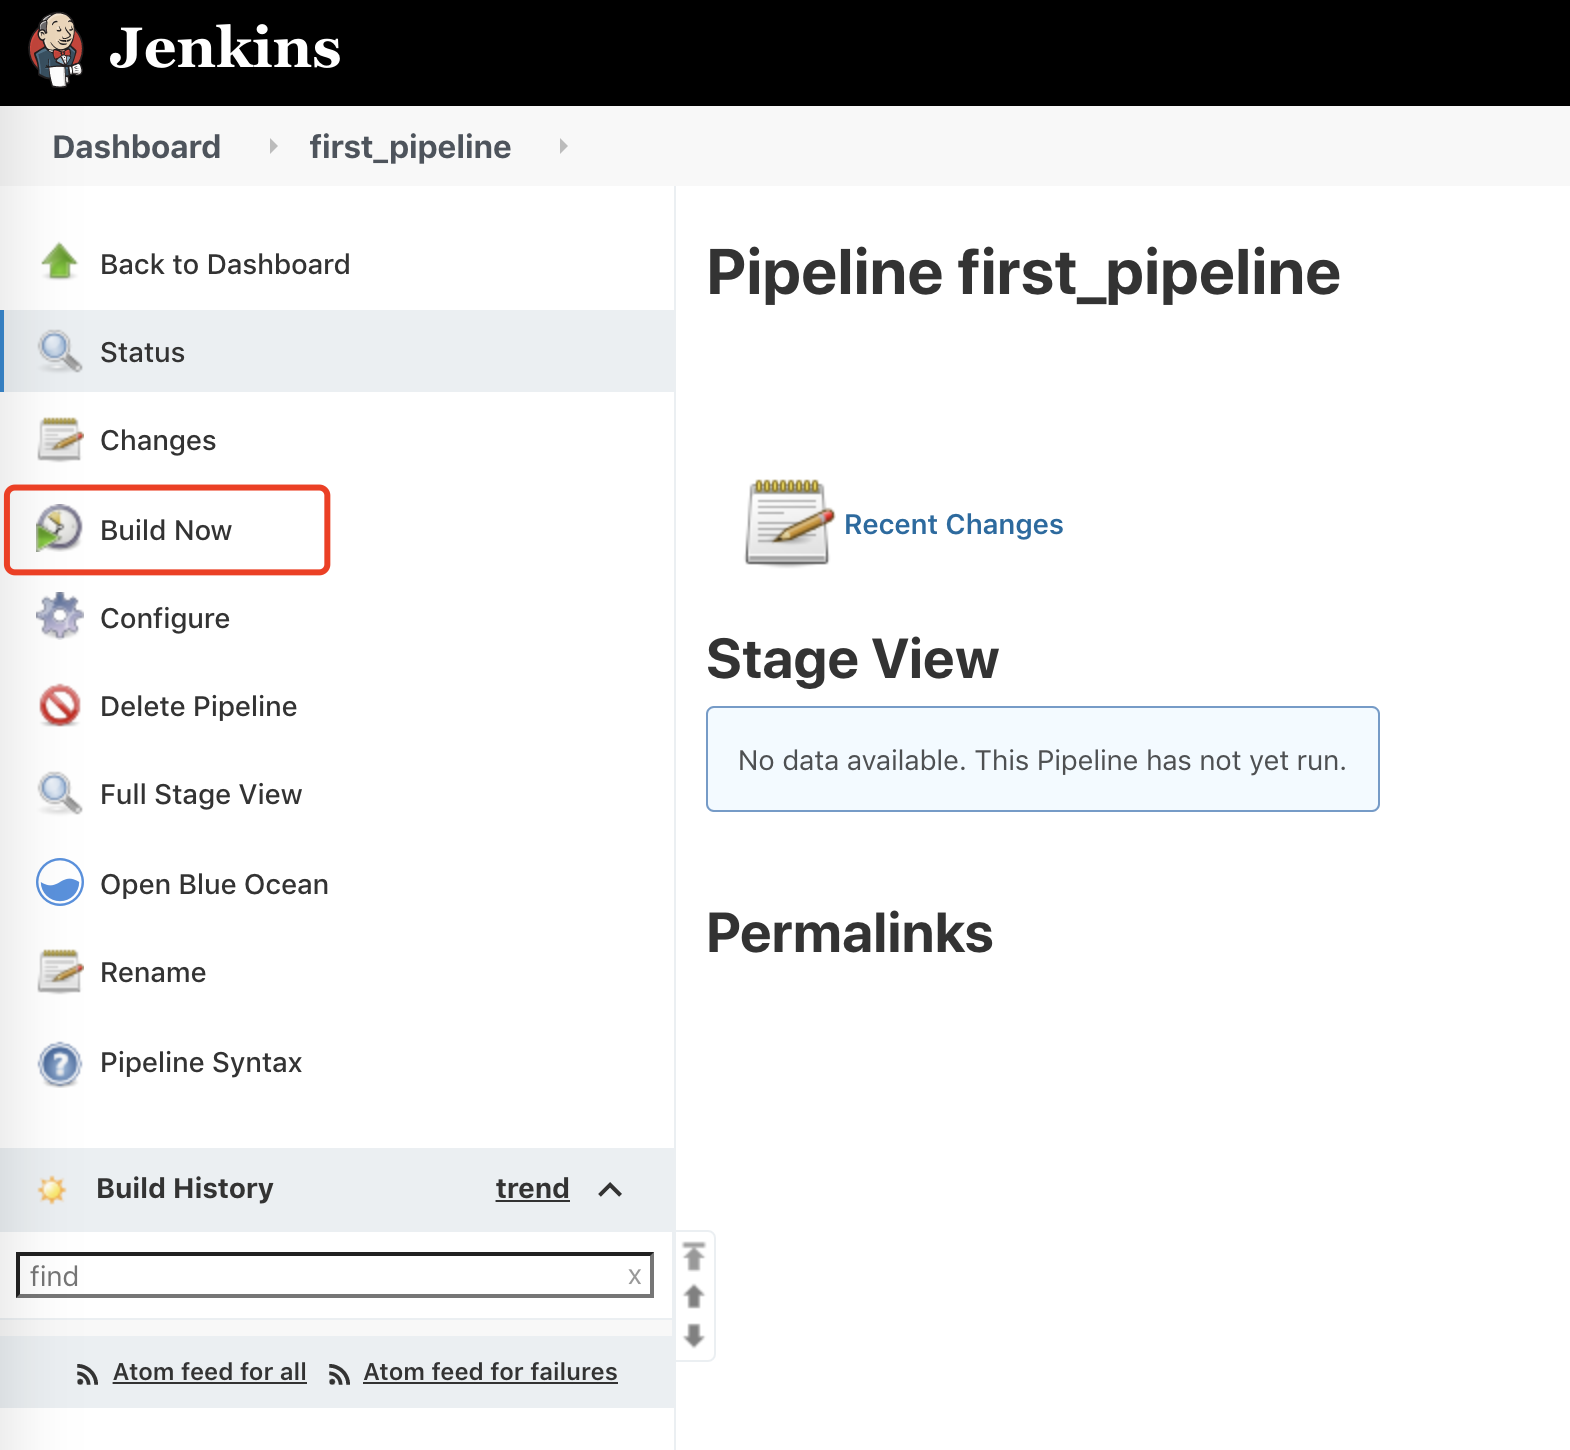 Jenkins
Dashboard
first_pipeline
Back to Dashboard
Status
Changes
Build Now
Configure
Delete Pipeline
Full Stage View
Open Blue Ocean
Rename
Pipeline Syntax
Build History trend
find x
Atom feed for all Atom feed for failures
Pipeline first_pipeline
Recent Changes
Stage View
No data available. This Pipeline has not yet run.
Permalinks